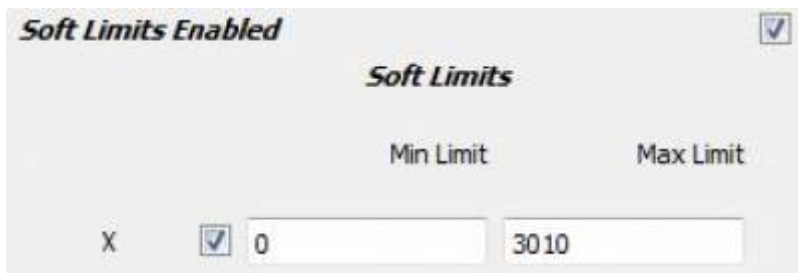 Soft Limits Enabled
Soft Limits
Min Limit Max Limit
X 0 3010